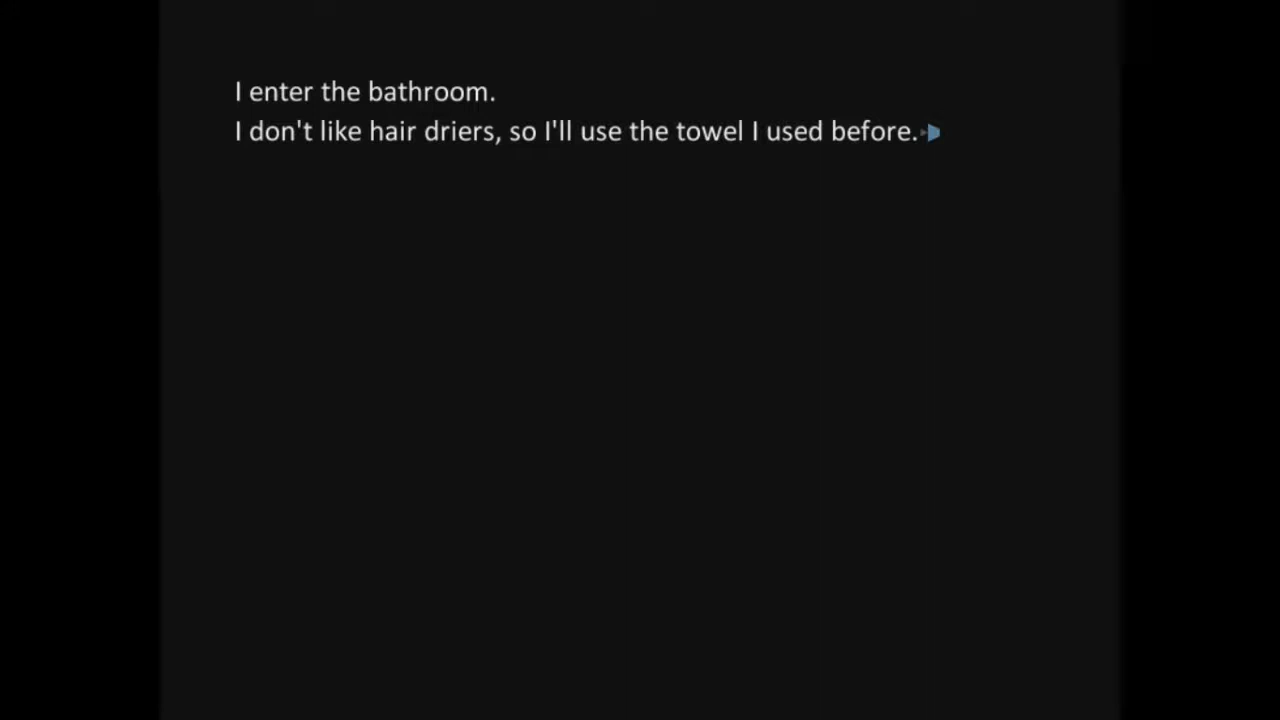 I enter the bathroom.
I don't like hair driers, so I'll use the towel I used before.